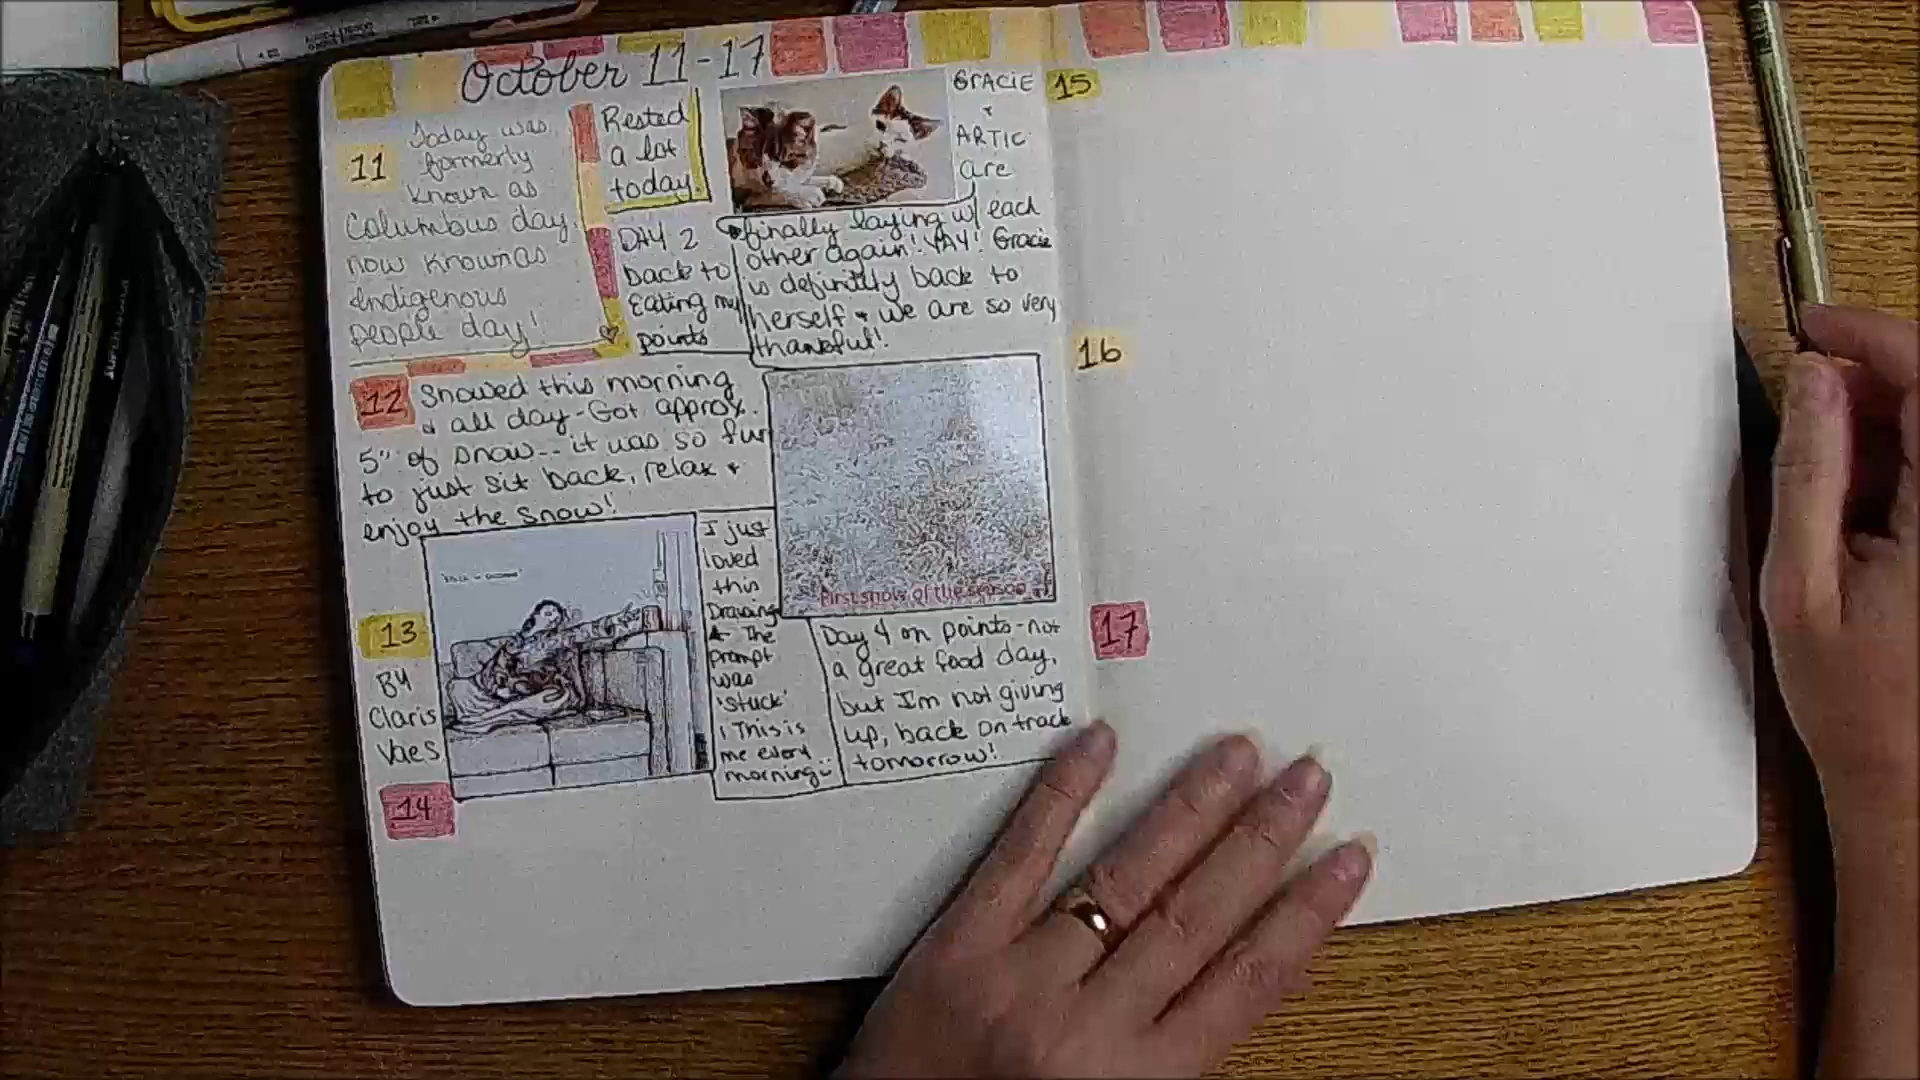 October 11-17
11
Today was
formerly
known as
Columbus day,
now known as
Indigenous
people day!
Rested
a lot
today.
DAY 2
back to
Eating my
points
GRACIE
+
ARTIC
are
finally laying w/ each
other again! YAY! Gracie
is definitily back to
herself + we are so very
thankful!
12
Snowed this morning
+ all day - Got approx.
5" of snow.. it was so fun
to just sit back, relax +
enjoy the snow!
First snow of the season
13
By
Claris
Vaes
I just
loved
this
Drawing
The
prompt
was
'stuck'
! This is
me every
morning..
Day 4 on points - not
a great food day,
but I'm not giving
up, back on track
tomorrow!
14
15
16
17